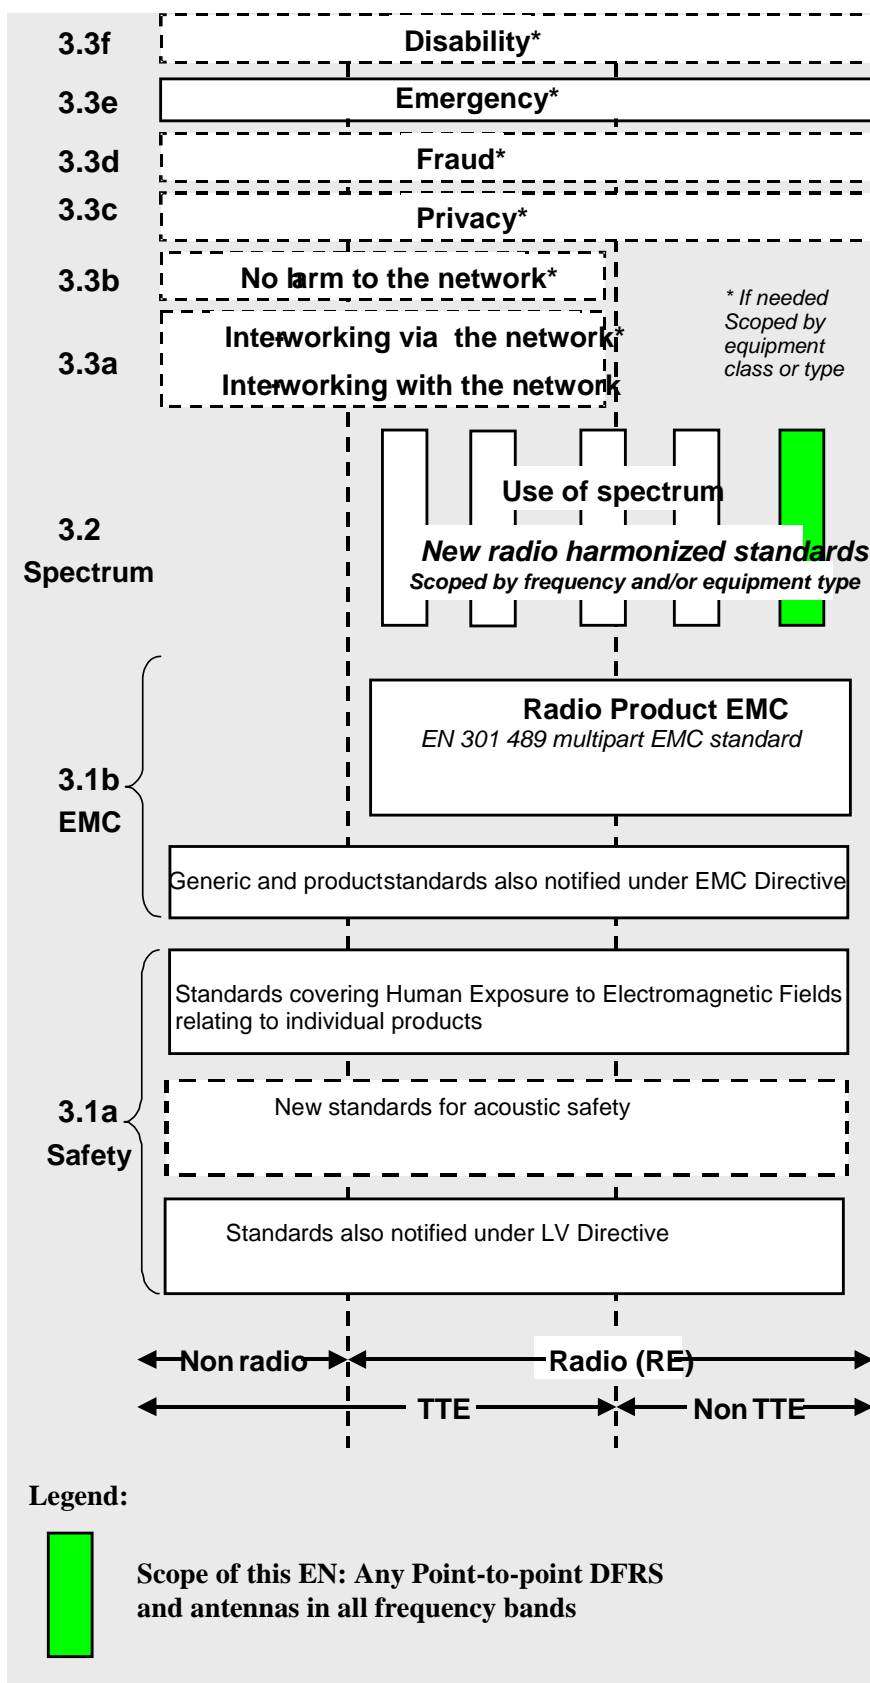 3.3f Disability*
3.3e Emergency*
3.3d Fraud*
3.3c Privacy*
3.3b No harm to the network*
* If needed
Scoped by
equipment
class or type
3.3a
Inter-working via the network*
Inter-working with the network
3.2
Spectrum
Use of spectrum
New radio harmonized standards
Scoped by frequency and/or equipment type
3.1b
EMC
Radio Product EMC
EN 301 489 multipart EMC standard
Generic and product standards also notified under EMC Directive
3.1a
Safety
Standards covering Human Exposure to Electromagnetic Fields
relating to individual products
New standards for acoustic safety
Standards also notified under LV Directive
Non radio Radio (RE)
TTE Non TTE
Legend:
Scope of this EN: Any Point-to-point DFRS
and antennas in all frequency bands